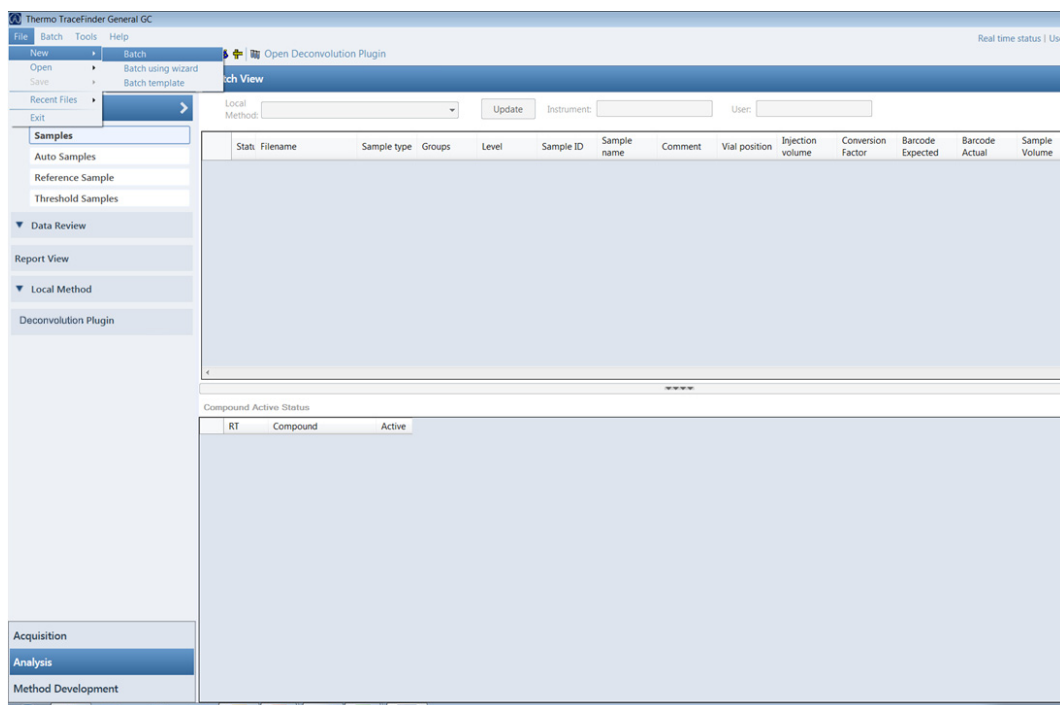 Thermo TraceFinder General GC
File Batch Tools Help
Real time status | Us
New
Open
Save
Recent Files
Exit
Batch
Batch using wizard
Batch template
Open Deconvolution Plugin
tch View
Local Method:
Update
Instrument:
User:
Samples
Auto Samples
Reference Sample
Threshold Samples
Data Review
Report View
Local Method
Deconvolution Plugin
Statu Filename Sample type Groups Level Sample ID Sample name Comment Vial position Injection volume Conversion Factor Barcode Expected Barcode Actual Sample Volume
Compound Active Status
RT Compound Active
Acquisition
Analysis
Method Development